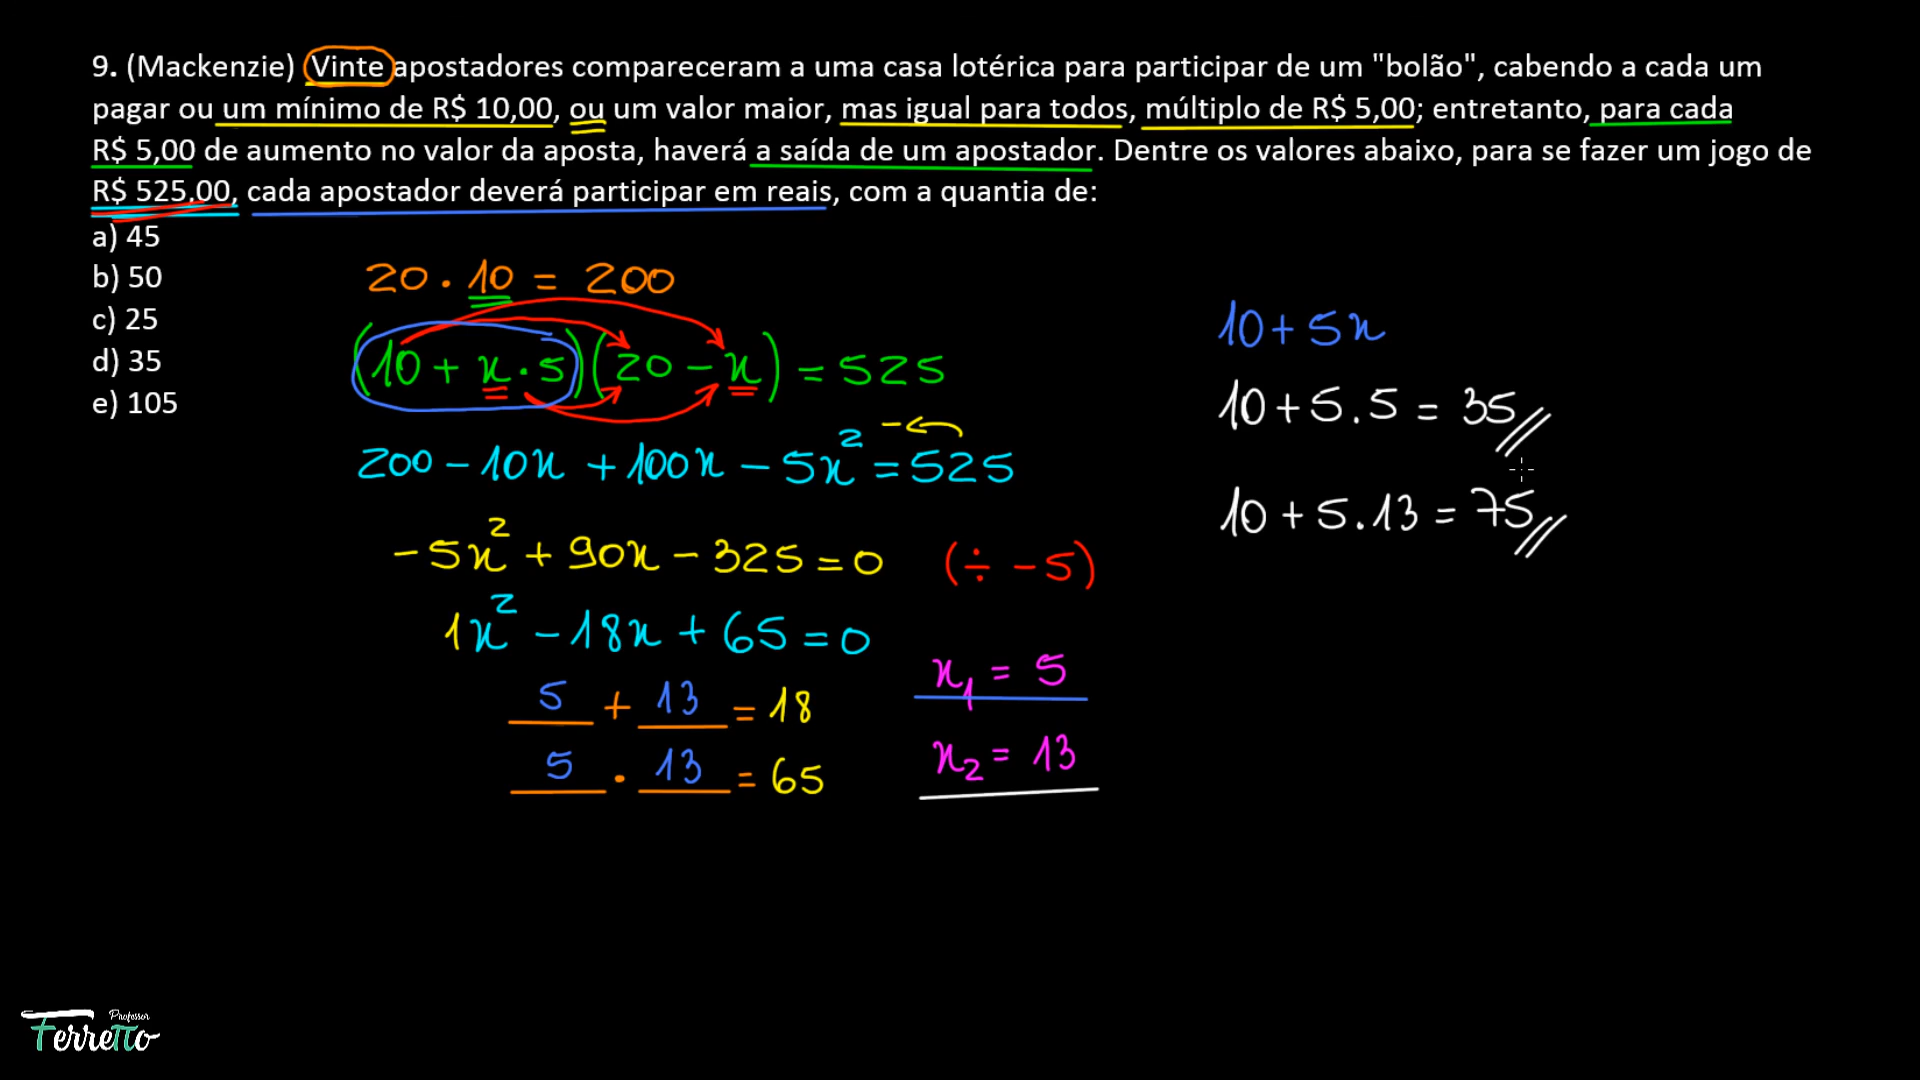 9. (Mackenzie) Vinte apostadores compareceram a uma casa lotérica para participar de um "bolão", cabendo a cada um
pagar ou um mínimo de R$ 10,00, ou um valor maior, mas igual para todos, múltiplo de R$ 5,00; entretanto, para cada
R$ 5,00 de aumento no valor da aposta, haverá a saída de um apostador. Dentre os valores abaixo, para se fazer um jogo de
R$ 525,00, cada apostador deverá participar em reais, com a quantia de:
a) 45
b) 50
c) 25
d) 35
e) 105
20 . 10 = 200
(10 + x . 5)(20 - x) = 525
200 - 10x + 100x - 5x² = 525
-
-5x² + 90x - 325 = 0 (÷ -5)
1x² - 18x + 65 = 0
5 + 13 = 18
5 . 13 = 65
x₁ = 5
x₂ = 13
10 + 5x
10 + 5.5 = 35//
10 + 5.13 = 75//
Professor
Ferretto